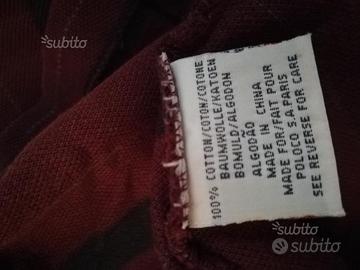 subito
100% COTTON/COTON/COTONE
BAUMWOLLE/KATOEN
BOMULD/ALGODON
ALGODÃO
MADE IN CHINA
MADE FOR/FAIT POUR
POLOCO S.A PARIS
SEE REVERSE FOR CARE
subito
subito